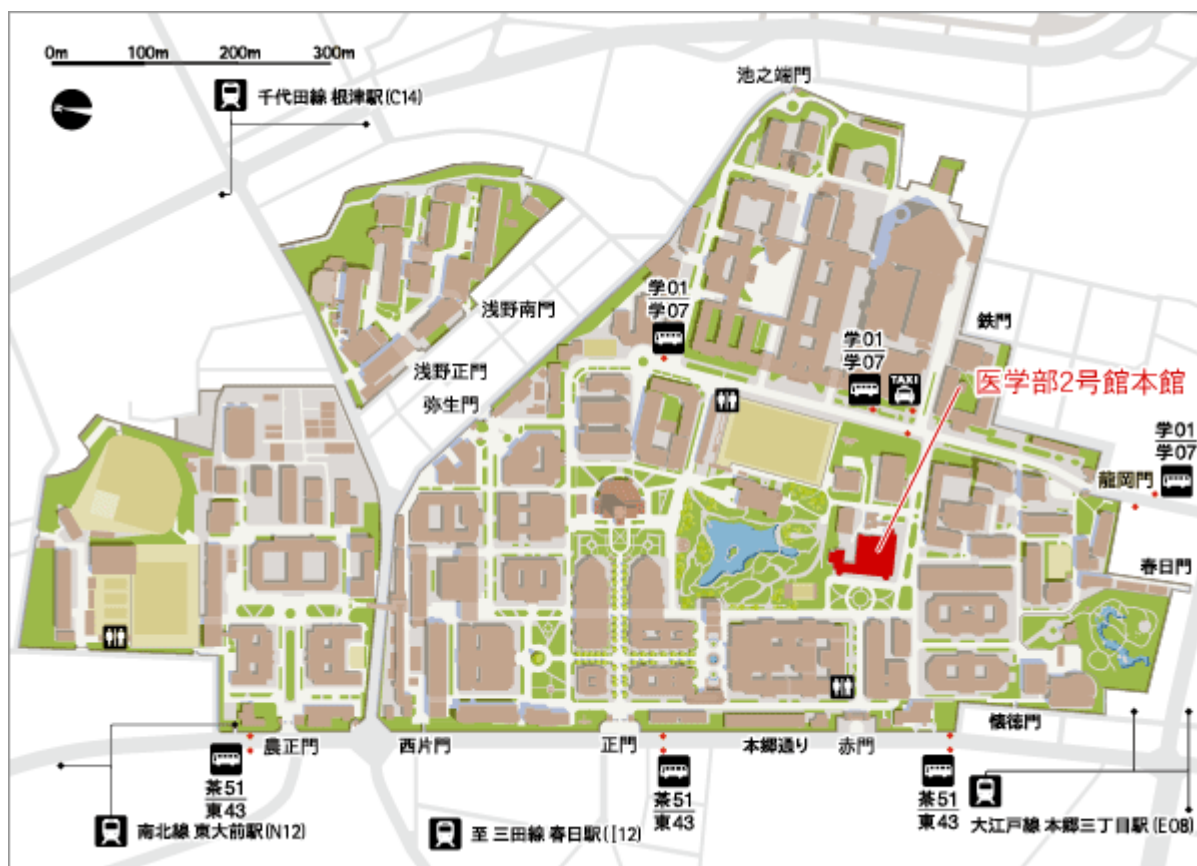 0m 100m 200m 300m
千代田線 根津駅(C14)
池之端門
浅野南門
学01
学07
学01
学07
TAXI
鉄門
浅野正門
医学部2号館本館
弥生門
学01
学07
龍岡門
春日門
懐徳門
農正門
西片門
正門
本郷通り
赤門
茶51
東43
茶51
東43
茶51
東43
南北線 東大前駅(N12)
至 三田線 春日駅(I12)
大江戸線 本郷三丁目駅(E08)